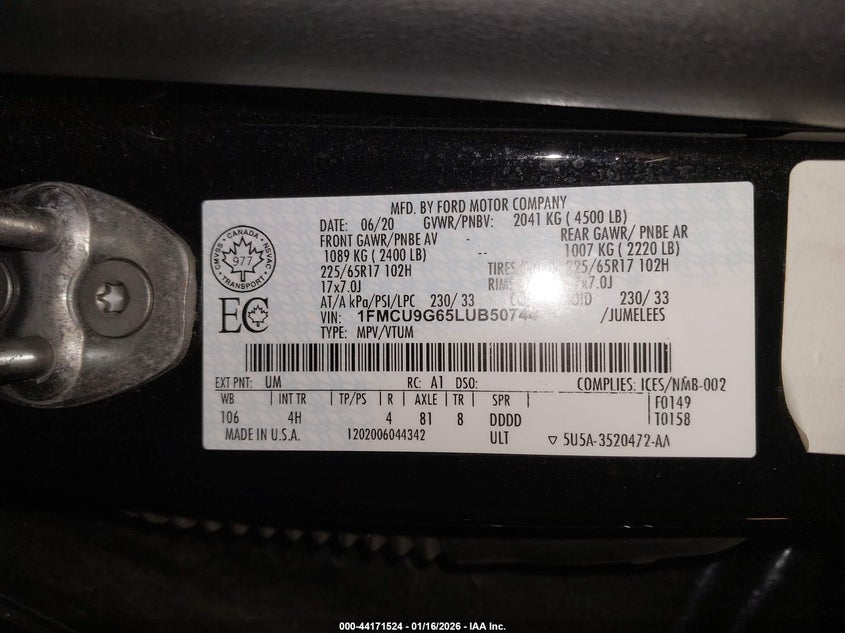 MFD. BY FORD MOTOR COMPANY
DATE: 06/20 GVWR/PNBV: 2041 KG ( 4500 LB)
FRONT GAWR/PNBE AV - REAR GAWR/ PNBE AR
1089 KG ( 2400 LB) -- 1007 KG ( 2220 LB)
225/65R17 102H TIRES 225/65R17 102H
17x7.0J RIMS 17x7.0J
AT/A kPa/PSI/LPC 230/ 33 230/ 33
VIN: /JUMELEES
TYPE: MPV/VTUM
CMVSS · CANADA · NSVAC
977
TRANSPORT
EC
EXT PNT: UM RC: A1 DSO: COMPLIES: ICES/NMB-002
WB | INT TR | TP/PS | R | AXLE | TR | SPR | F0149
106 4H 4 81 8 DDDD | T0158
MADE IN U.S.A. 1202006044342 ULT ▽ 5U5A-3520472-AA
000-44171524 - 01/16/2026 - IAA Inc.